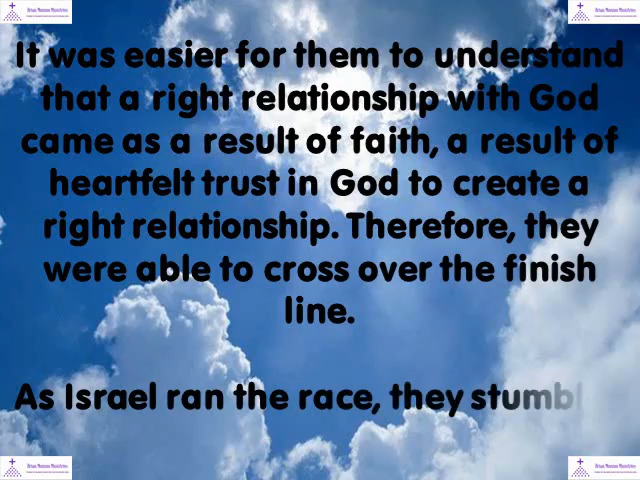 It was easier for them to understand
that a right relationship with God
came as a result of faith, a result of
heartfelt trust in God to create a
right relationship. Therefore, they
were able to cross over the finish
line.
As Israel ran the race, they stumbl